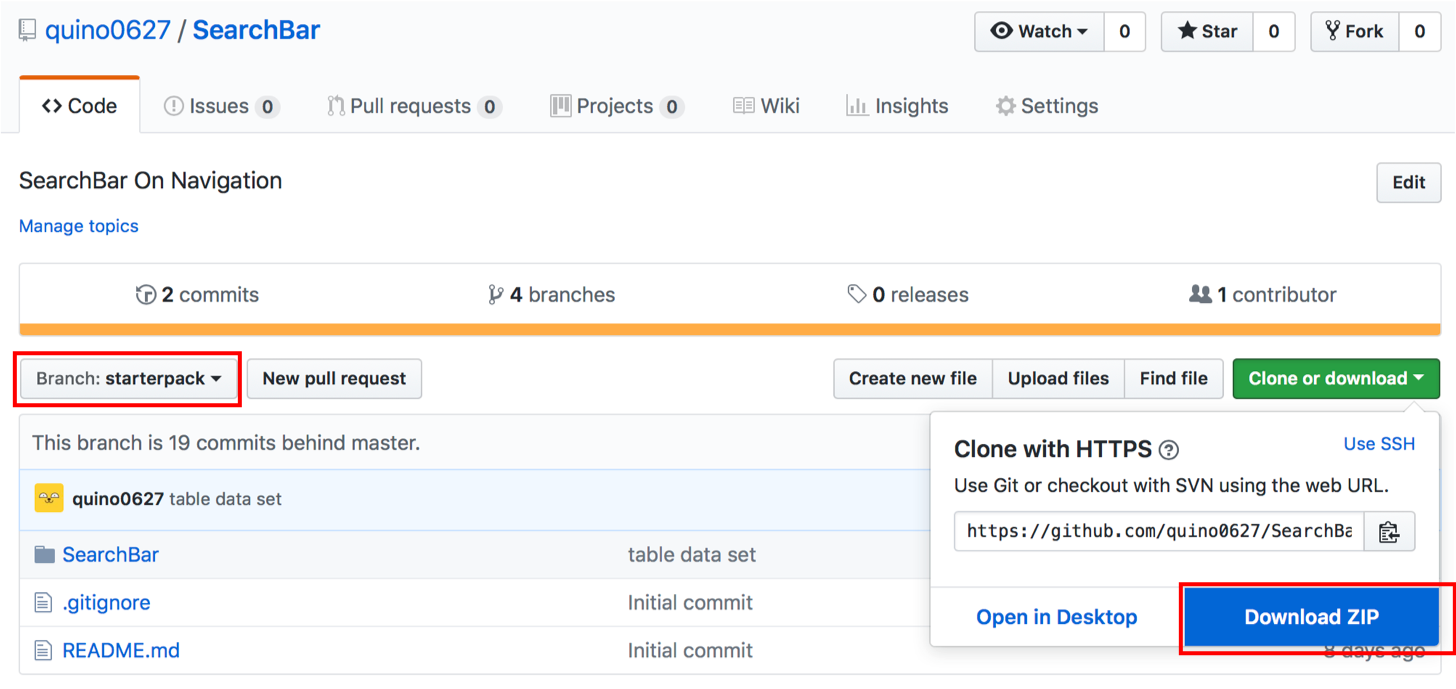 quino0627 / SearchBar
Watch 0 Star 0 Fork 0
Code Issues 0 Pull requests 0 Projects 0 Wiki Insights Settings
SearchBar On Navigation
Edit
Manage topics
2 commits 4 branches 0 releases 1 contributor
Branch: starterpack New pull request Create new file Upload files Find file Clone or download
This branch is 19 commits behind master.
quino0627 table data set
SearchBar table data set
.gitignore Initial commit
README.md Initial commit 8 days ago
Clone with HTTPS ? Use SSH
Use Git or checkout with SVN using the web URL.
https://github.com/quino0627/SearchBa
Open in Desktop Download ZIP